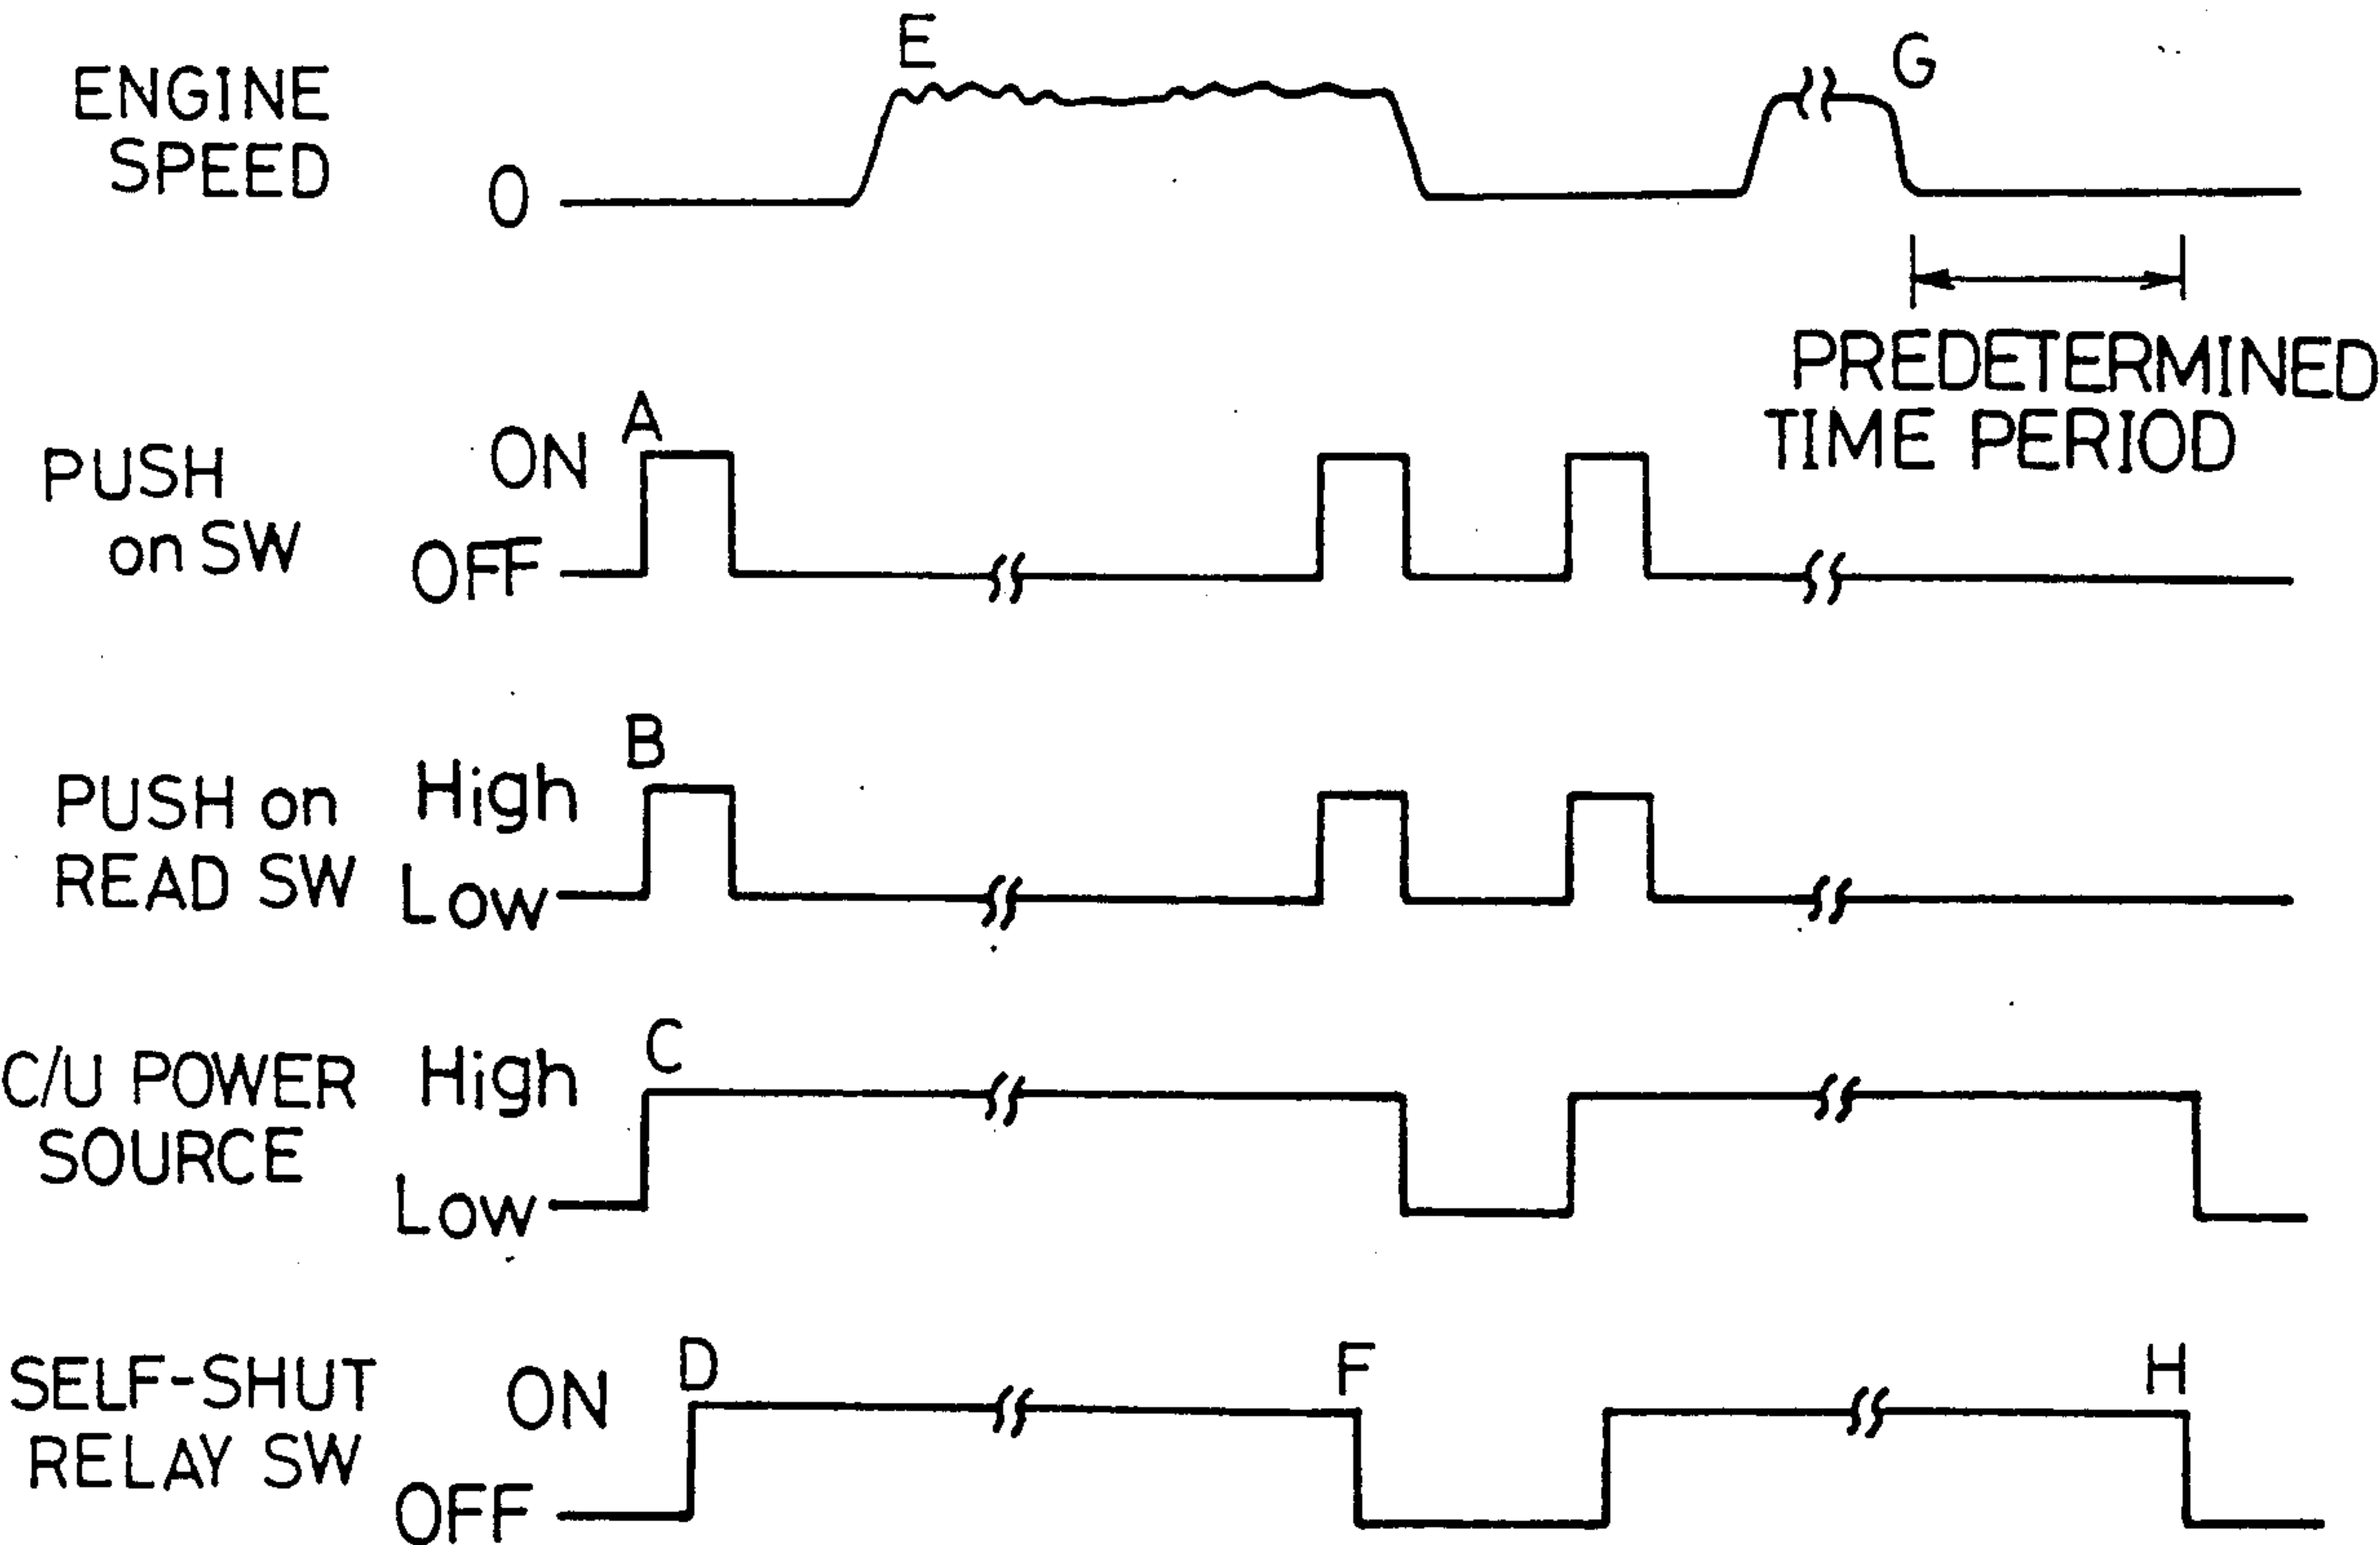 E
G
ENGINE
SPEED
O
PREDETERMINED
TIME PERIOD
A
PUSH
on SW
ON
OFF
B
PUSH on
READ SW
High
Low
C
C/U POWER
SOURCE
High
Low
D
F
H
SELF-SHUT
RELAY SW
ON
OFF